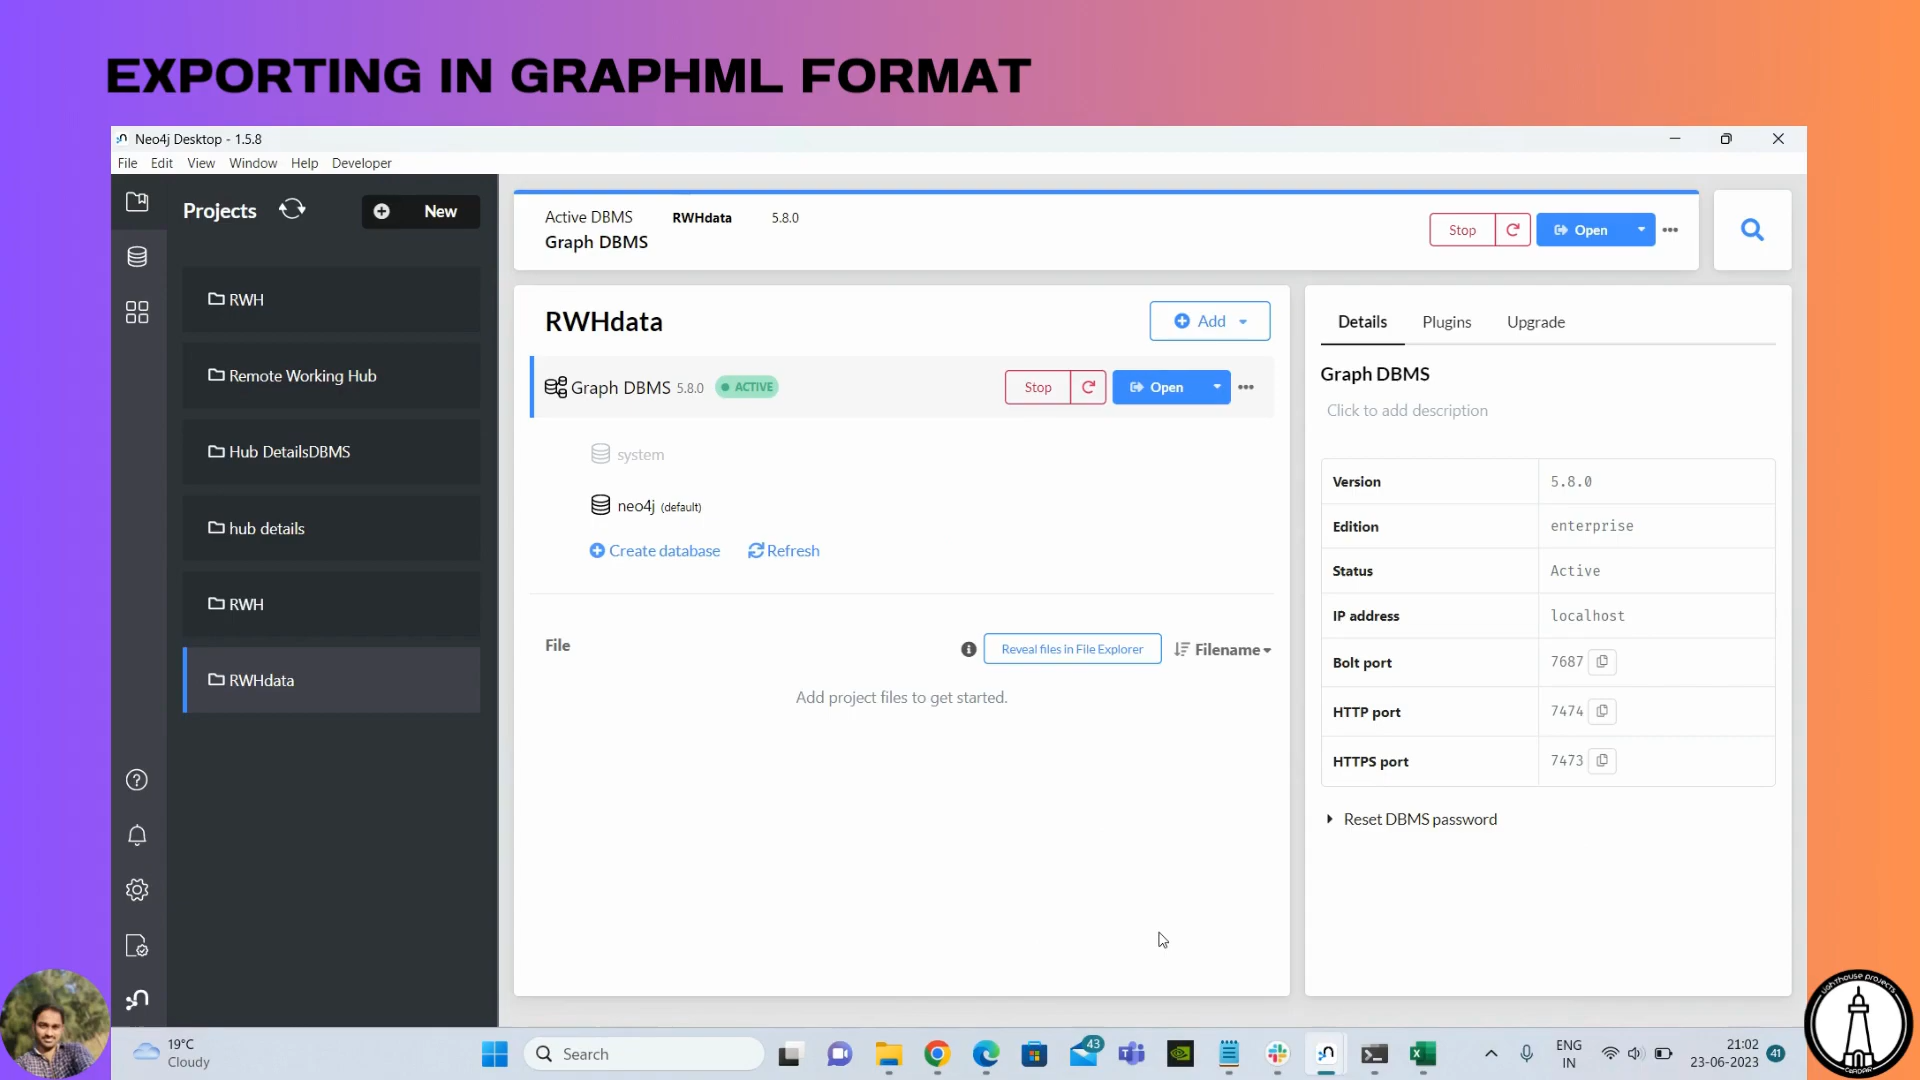 EXPORTING IN GRAPHML FORMAT
Neo4j Desktop - 1.5.8
File Edit View Window Help Developer
Projects
New
RWH
Remote Working Hub
Hub DetailsDBMS
hub details
RWH
RWHdata
Active DBMS RWHdata 5.8.0
Graph DBMS
Stop
Open
RWHdata
Add
Graph DBMS 5.8.0 ACTIVE
Stop
Open
system
neo4j (default)
Create database Refresh
File
Reveal files in File Explorer
Filename
Add project files to get started.
Details Plugins Upgrade
Graph DBMS
Click to add description
Version 5.8.0
Edition enterprise
Status Active
IP address localhost
Bolt port 7687
HTTP port 7474
HTTPS port 7473
Reset DBMS password
19°C
Cloudy
Search
43
ENG
IN
21:02
23-06-2023
41
Lighthouse projects
CeADAR